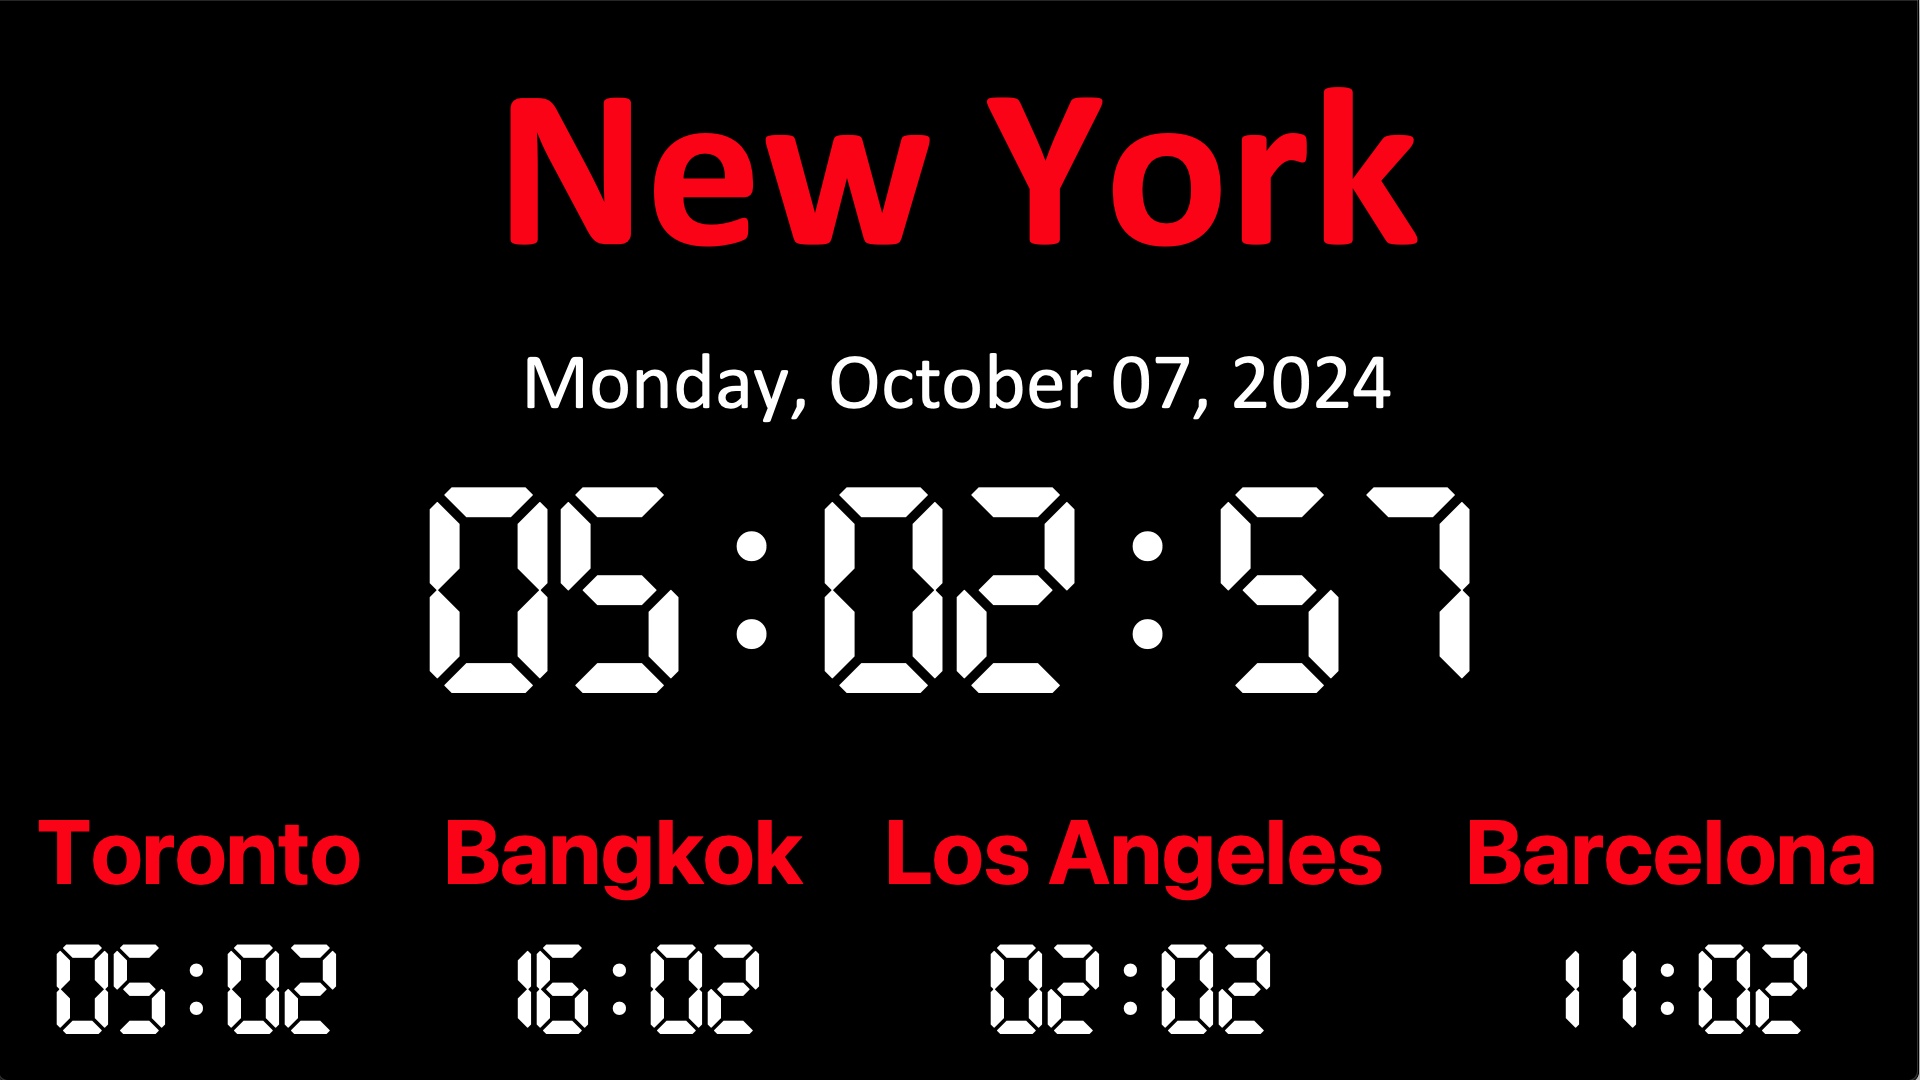 New York
Monday, October 07, 2024
05:02:57
Toronto Bangkok Los Angeles Barcelona
05:02 16:02 02:02 11:02